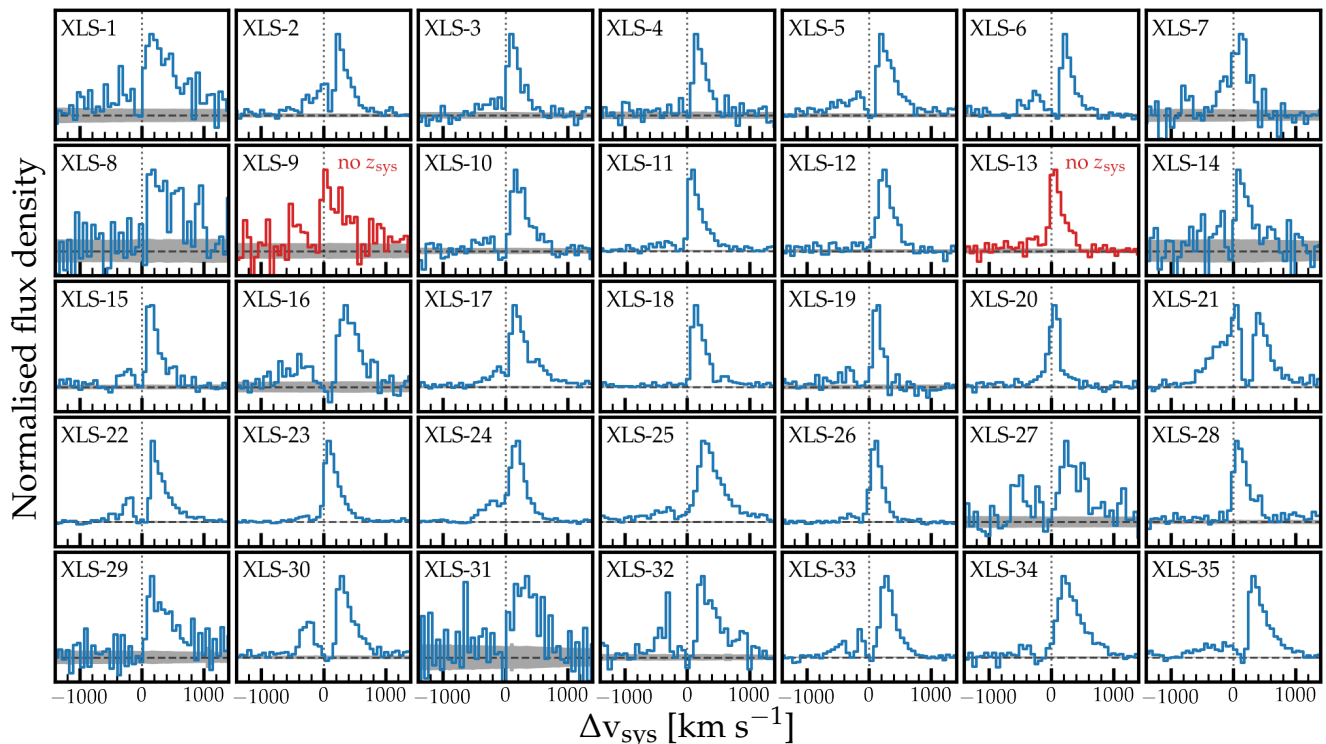 XLS-1 XLS-2 XLS-3 XLS-4 XLS-5 XLS-6 XLS-7
XLS-8 XLS-9 no z_sys XLS-10 XLS-11 XLS-12 XLS-13 no z_sys XLS-14
XLS-15 XLS-16 XLS-17 XLS-18 XLS-19 XLS-20 XLS-21
XLS-22 XLS-23 XLS-24 XLS-25 XLS-26 XLS-27 XLS-28
XLS-29 XLS-30 XLS-31 XLS-32 XLS-33 XLS-34 XLS-35
−1000 0 1000 −1000 0 1000 −1000 0 1000 −1000 0 1000 −1000 0 1000 −1000 0 1000 −1000 0 1000
Δv_sys [km s⁻¹]
Normalised flux density